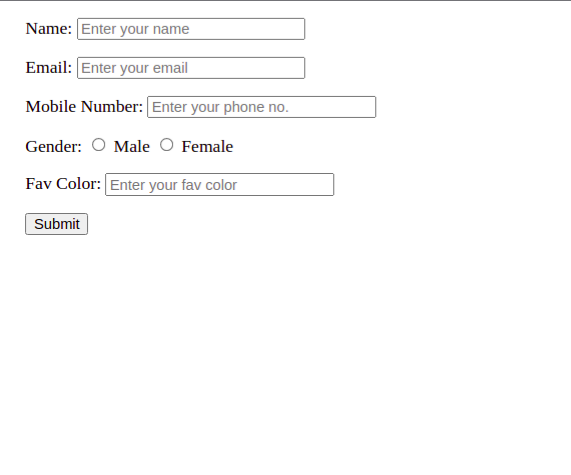 Name: Enter your name
Email: Enter your email
Mobile Number: Enter your phone no.
Gender: Male Female
Fav Color: Enter your fav color
Submit